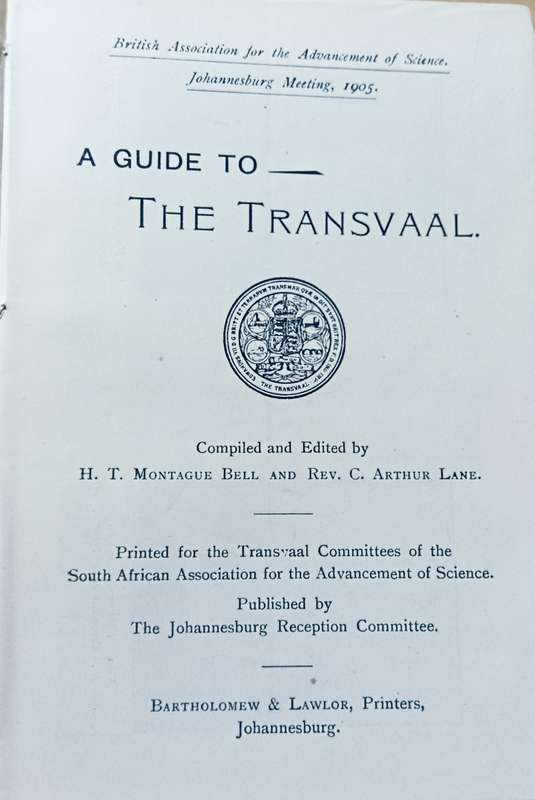 British Association for the Advancement of Science.
Johannesburg Meeting, 1905.
A GUIDE TO
THE TRANSVAAL.
THE TRANSVAAL
Compiled and Edited by
H. T. MONTAGUE BELL AND REV. C. ARTHUR LANE.
Printed for the Transvaal Committees of the
South African Association for the Advancement of Science.
Published by
The Johannesburg Reception Committee.
BARTHOLOMEW & LAWLOR, Printers,
Johannesburg.